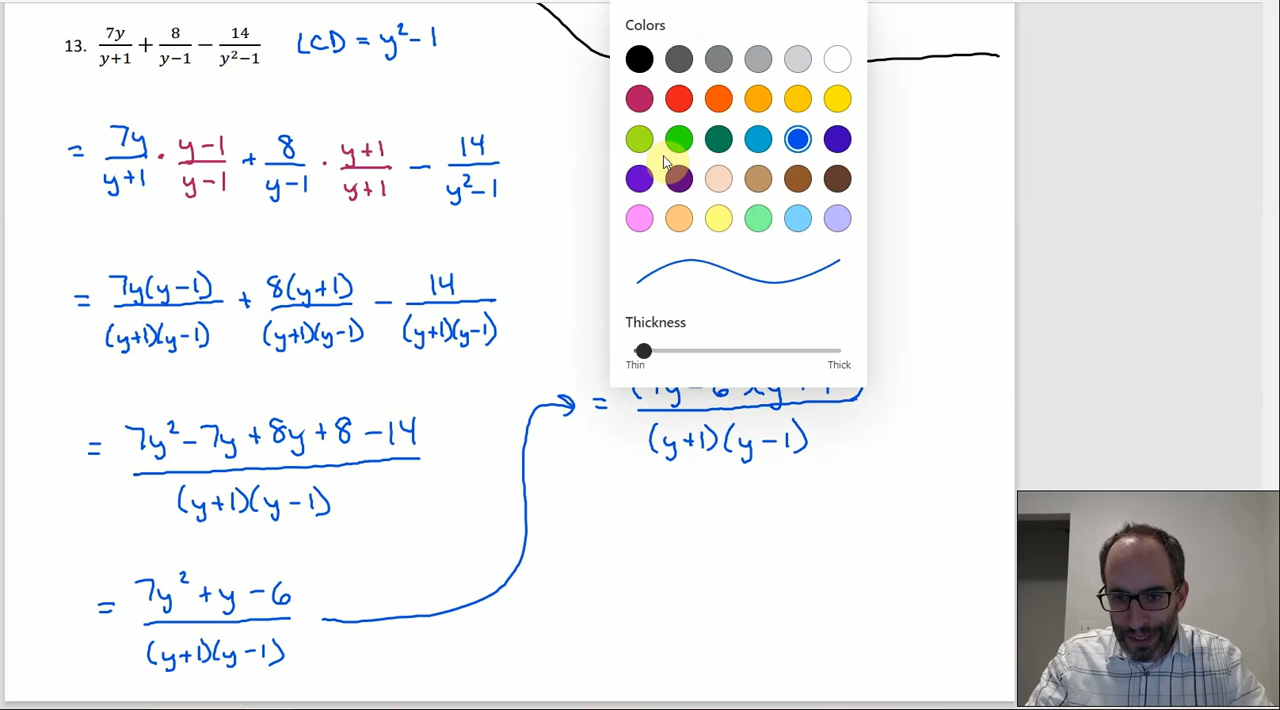 13. 7y/y+1 + 8/y−1 − 14/y²−1 LCD = y²−1
= 7y/y+1 · y−1/y−1 + 8/y−1 · y+1/y+1 − 14/y²−1
= 7y(y−1)/(y+1)(y−1) + 8(y+1)/(y+1)(y−1) − 14/(y+1)(y−1)
= 7y²−7y+8y+8−14/(y+1)(y−1)
= 7y²+y−6/(y+1)(y−1)
= /(y+1)(y−1)
Colors
Thickness
Thin Thick